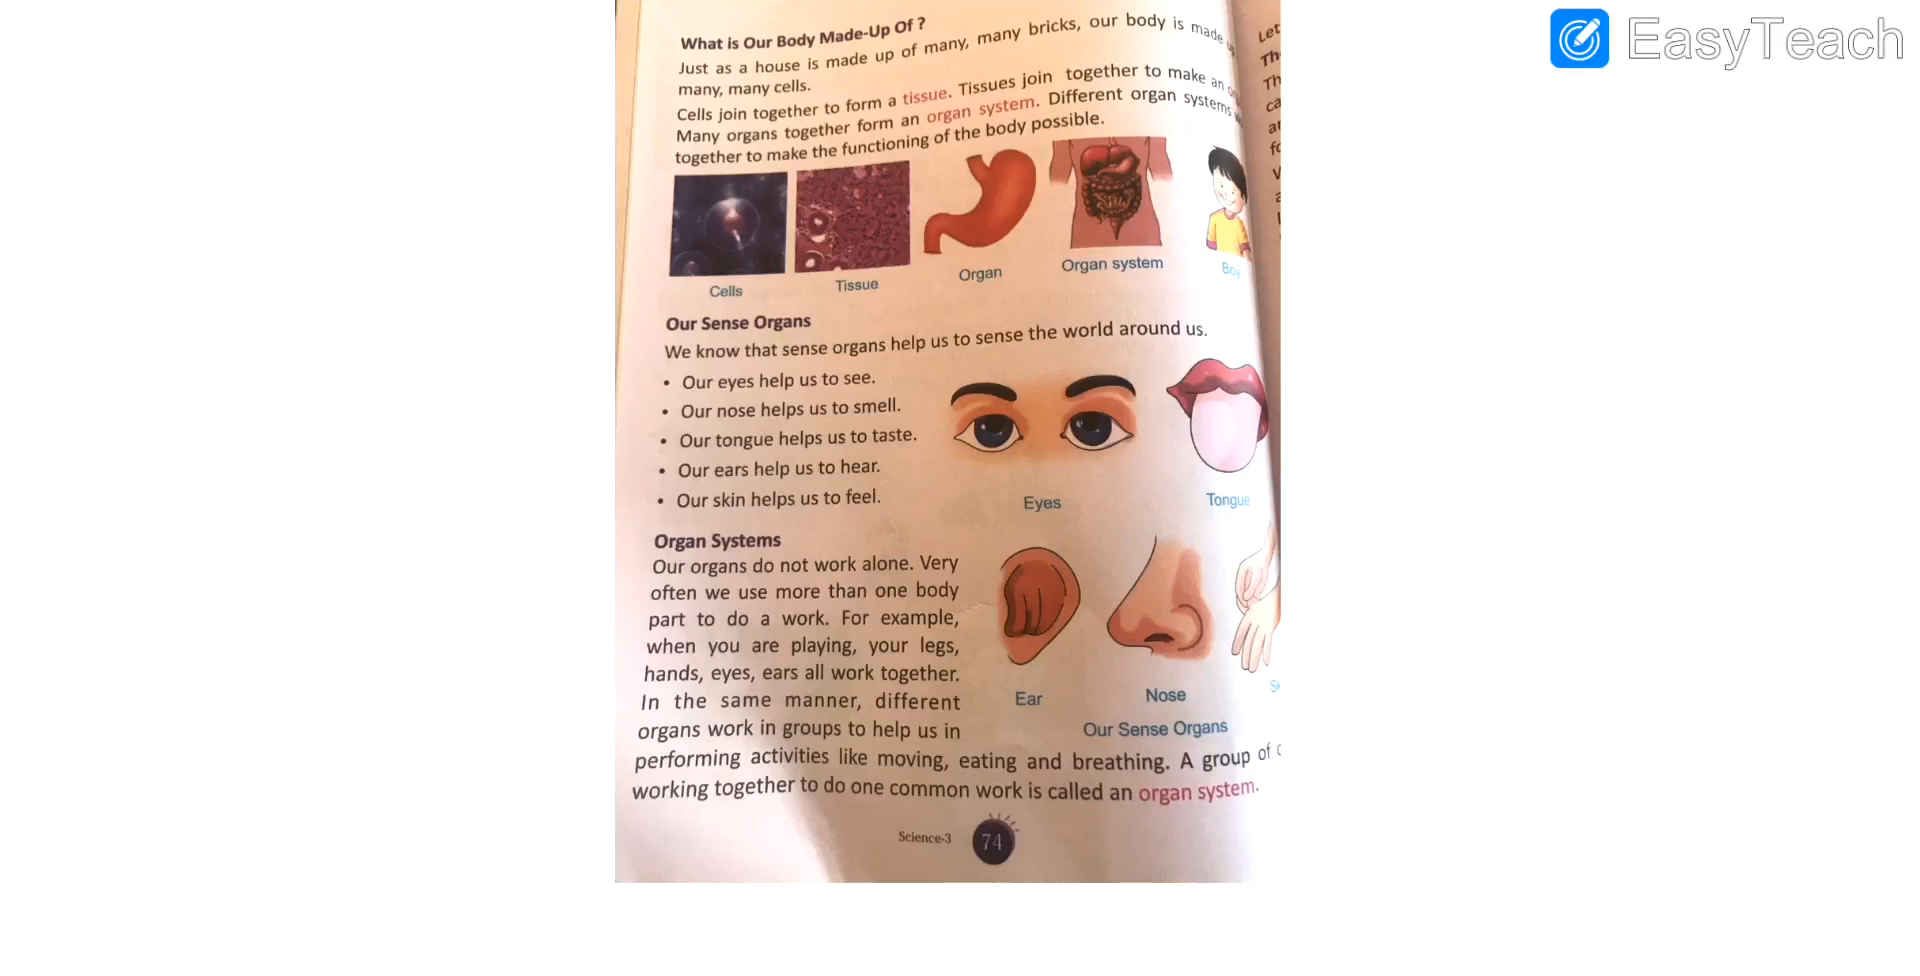 EasyTeach
What is Our Body Made-Up Of ?
Just as a house is made up of many, many bricks, our body is made
many, many cells.
Cells join together to form a tissue. Tissues join together to make an
Many organs together form an organ system. Different organ systems
together to make the functioning of the body possible.
Cells
Tissue
Organ
Organ system
Boy
Our Sense Organs
We know that sense organs help us to sense the world around us.
• Our eyes help us to see.
• Our nose helps us to smell.
• Our tongue helps us to taste.
• Our ears help us to hear.
• Our skin helps us to feel.
Eyes
Tongue
Organ Systems
Our organs do not work alone. Very
often we use more than one body
part to do a work. For example,
when you are playing, your legs,
hands, eyes, ears all work together.
In the same manner, different
organs work in groups to help us in
performing activities like moving, eating and breathing. A group of
working together to do one common work is called an organ system.
Ear
Nose
Our Sense Organs
Science-3
74
Let